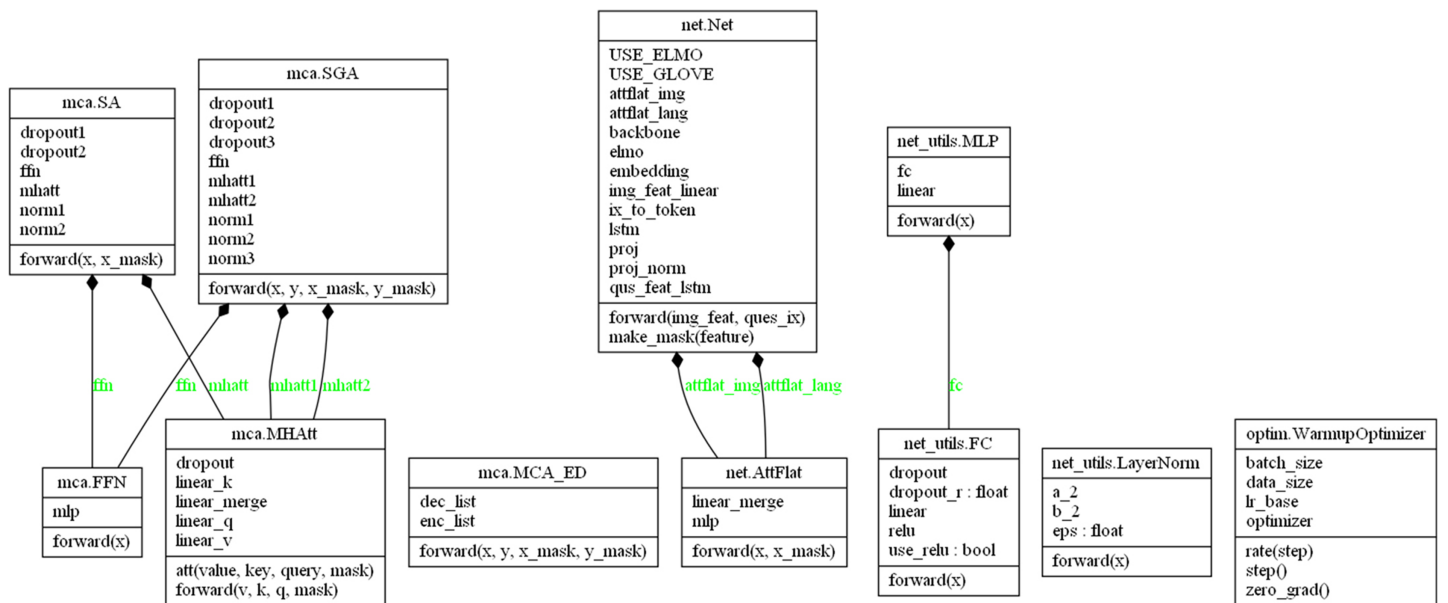 mca.SA
dropout1
dropout2
ffn
mhatt
norm1
norm2
forward(x, x_mask)
mca.SGA
dropout1
dropout2
dropout3
ffn
mhatt1
mhatt2
norm1
norm2
norm3
forward(x, y, x_mask, y_mask)
net.Net
USE_ELMO
USE_GLOVE
attflat_img
attflat_lang
backbone
elmo
embedding
img_feat_linear
ix_to_token
lstm
proj
proj_norm
qus_feat_lstm
forward(img_feat, ques_ix)
make_mask(feature)
net_utils.MLP
fc
linear
forward(x)
ffn
ffn
mhatt
mhatt1
mhatt2
attflat_img
attflat_lang
fc
mca.FFN
mlp
forward(x)
mca.MHAtt
dropout
linear_k
linear_merge
linear_q
linear_v
att(value, key, query, mask)
forward(v, k, q, mask)
mca.MCA_ED
dec_list
enc_list
forward(x, y, x_mask, y_mask)
net.AttFlat
linear_merge
mlp
forward(x, x_mask)
net_utils.FC
dropout
dropout_r : float
linear
relu
use_relu : bool
forward(x)
net_utils.LayerNorm
a_2
b_2
eps : float
forward(x)
optim.WarmupOptimizer
batch_size
data_size
lr_base
optimizer
rate(step)
step()
zero_grad()